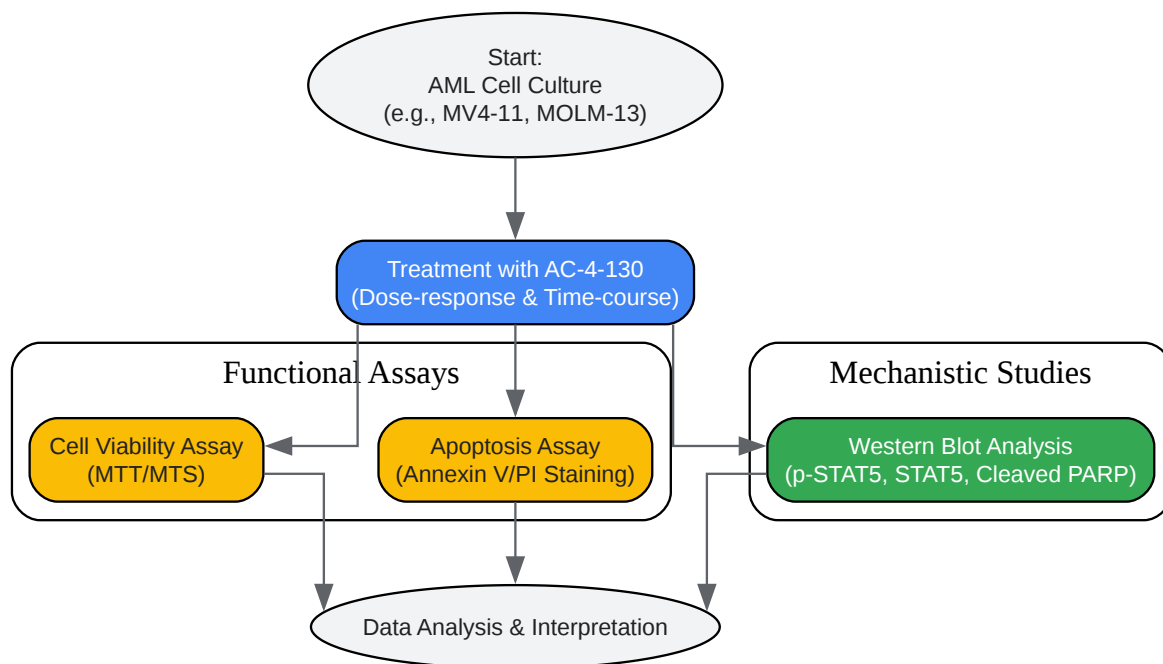 Start:
AML Cell Culture
(e.g., MV4-11, MOLM-13)
Treatment with AC-4-130
(Dose-response & Time-course)
Functional Assays
Mechanistic Studies
Cell Viability Assay
(MTT/MTS)
Apoptosis Assay
(Annexin V/PI Staining)
Western Blot Analysis
(p-STAT5, STAT5, Cleaved PARP)
Data Analysis & Interpretation